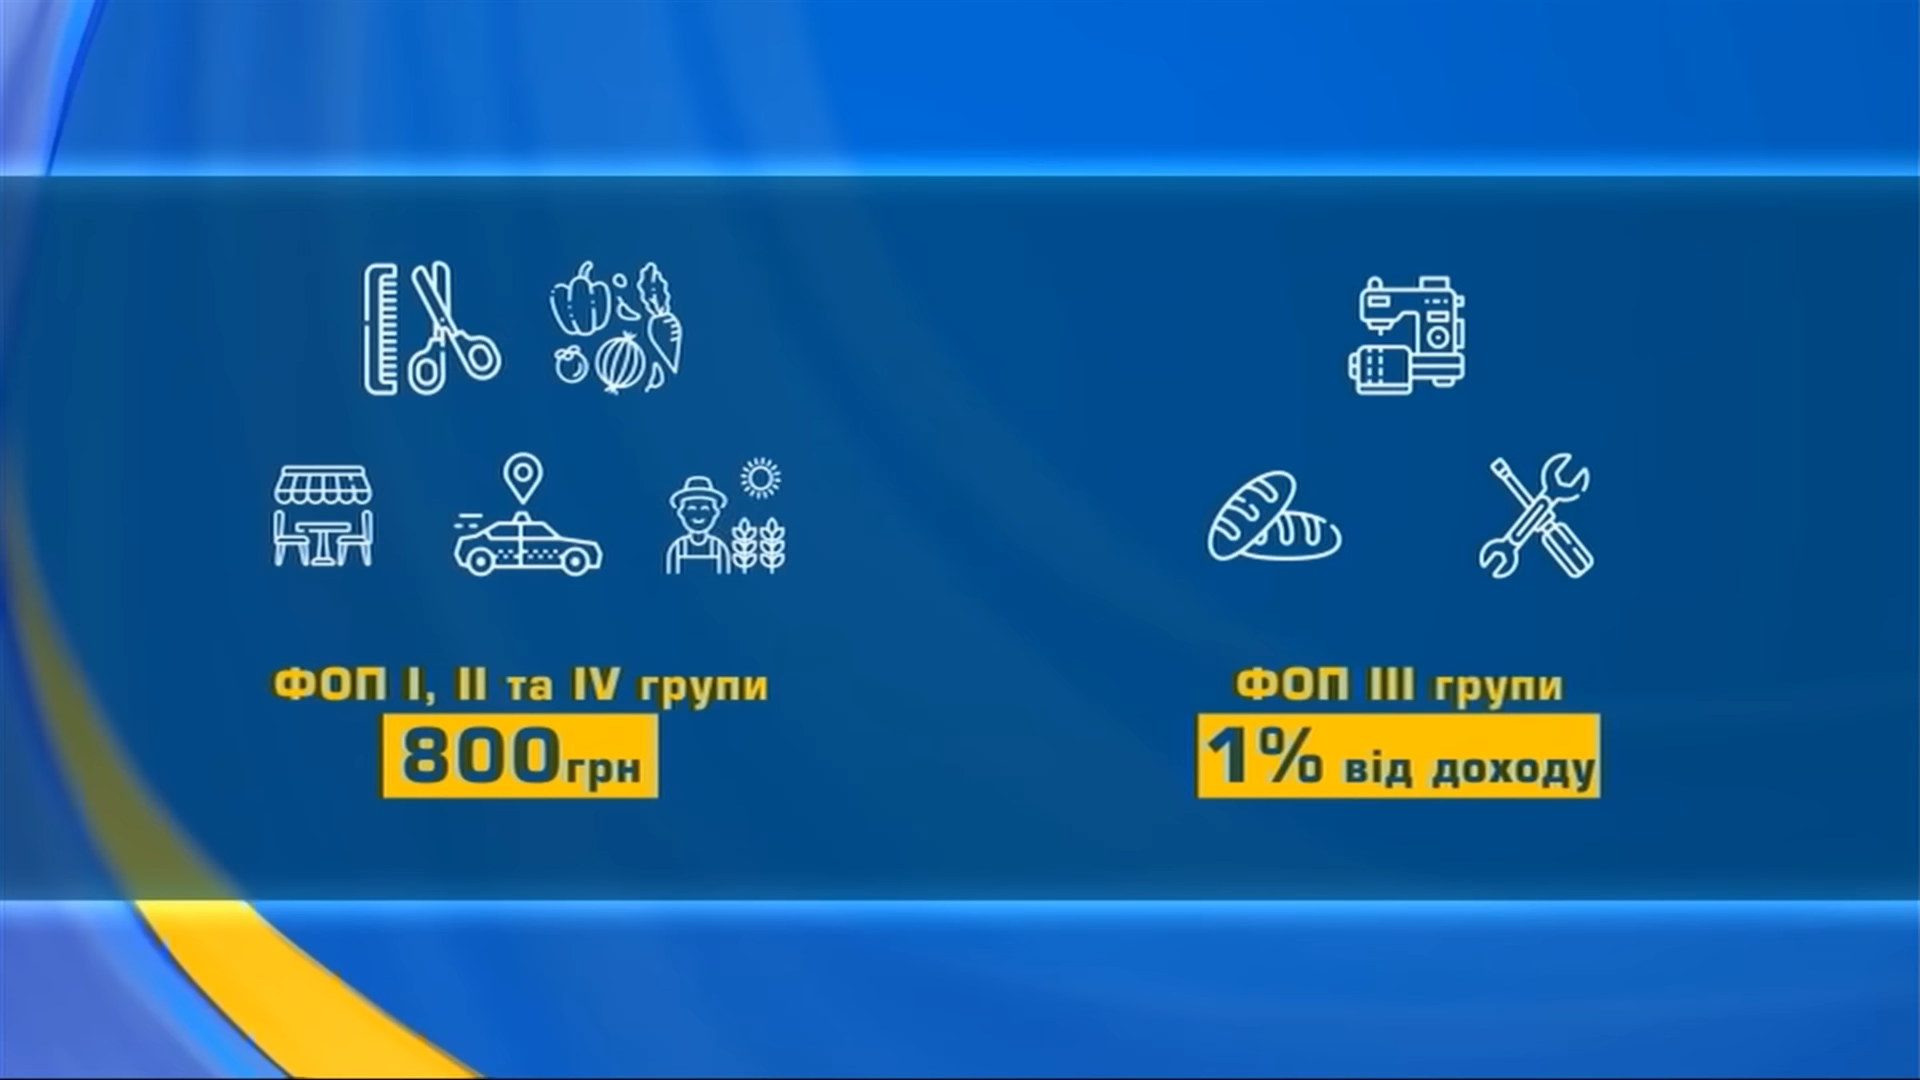 ФОП I, II та IV групи
800грн
ФОП III групи
1% від доходу